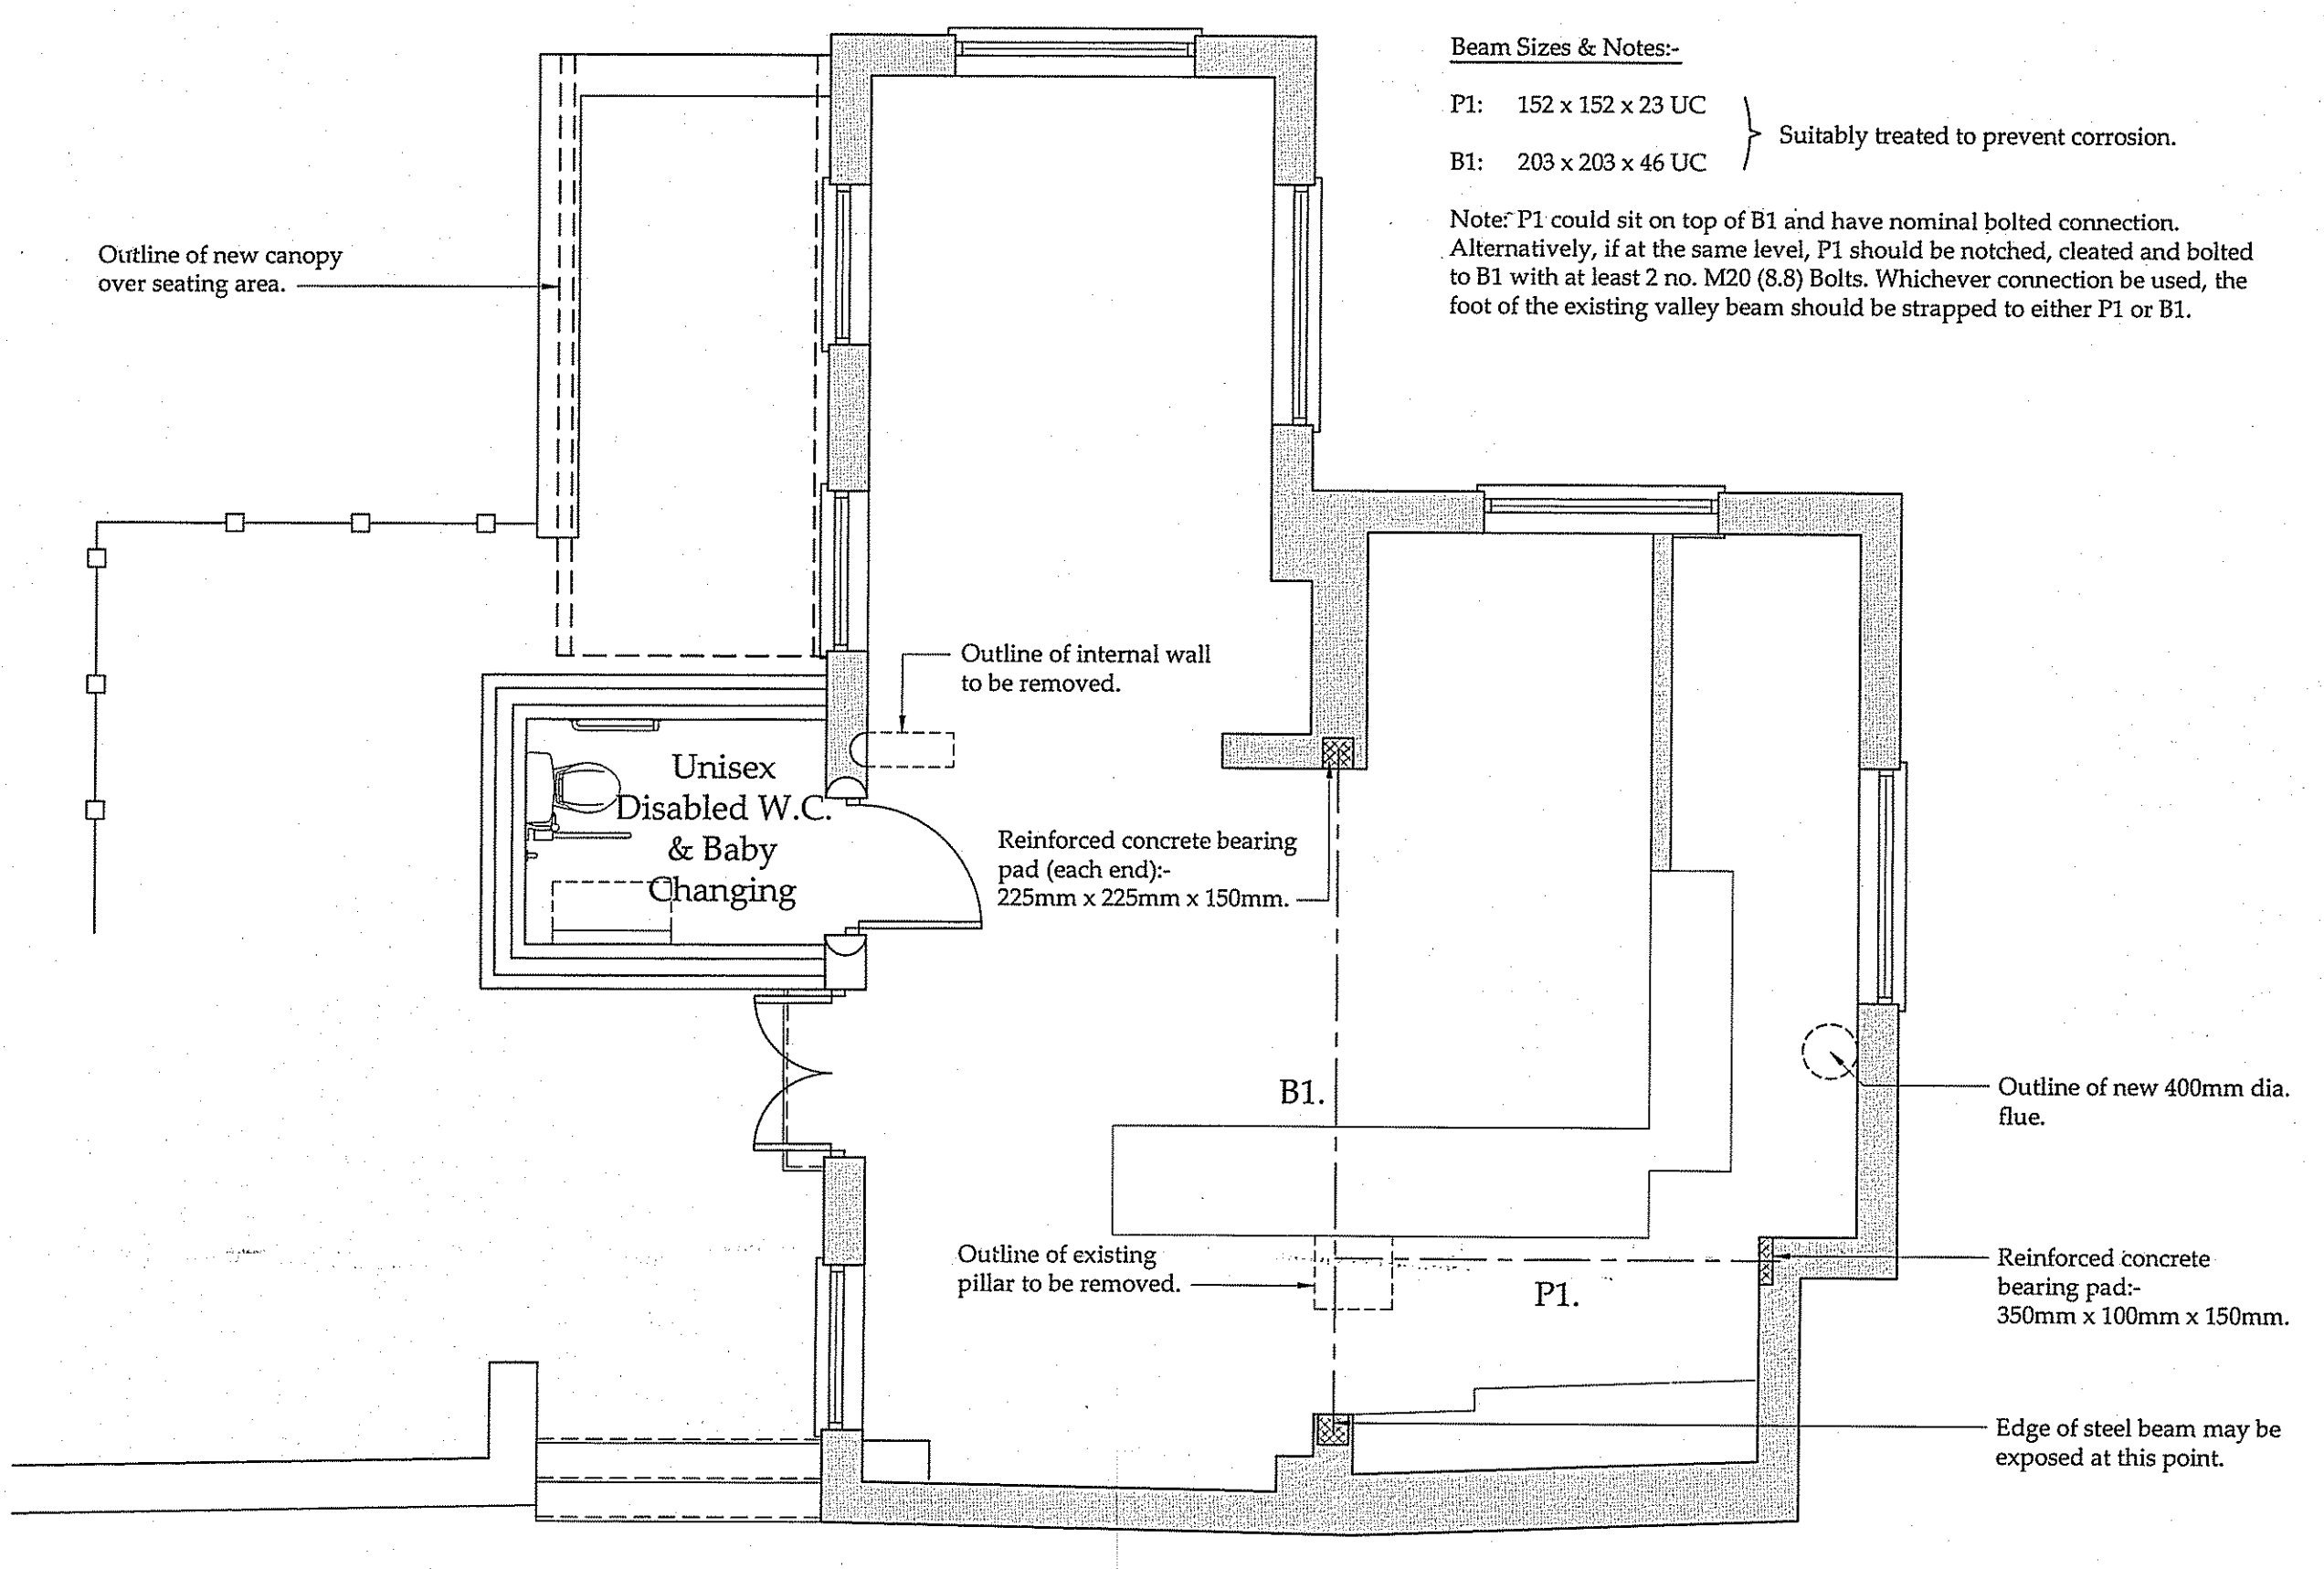 Beam Sizes & Notes:-
P1: 152 x 152 x 23 UC
B1: 203 x 203 x 46 UC
Suitably treated to prevent corrosion.
Note: P1 could sit on top of B1 and have nominal bolted connection.
Alternatively, if at the same level, P1 should be notched, cleated and bolted
to B1 with at least 2 no. M20 (8.8) Bolts. Whichever connection be used, the
foot of the existing valley beam should be strapped to either P1 or B1.
Outline of new canopy
over seating area.
Outline of internal wall
to be removed.
Unisex
Disabled W.C.
& Baby
Changing
Reinforced concrete bearing
pad (each end):-
225mm x 225mm x 150mm.
B1.
Outline of new 400mm dia.
flue.
Outline of existing
pillar to be removed.
P1.
Reinforced concrete
bearing pad:-
350mm x 100mm x 150mm.
Edge of steel beam may be
exposed at this point.